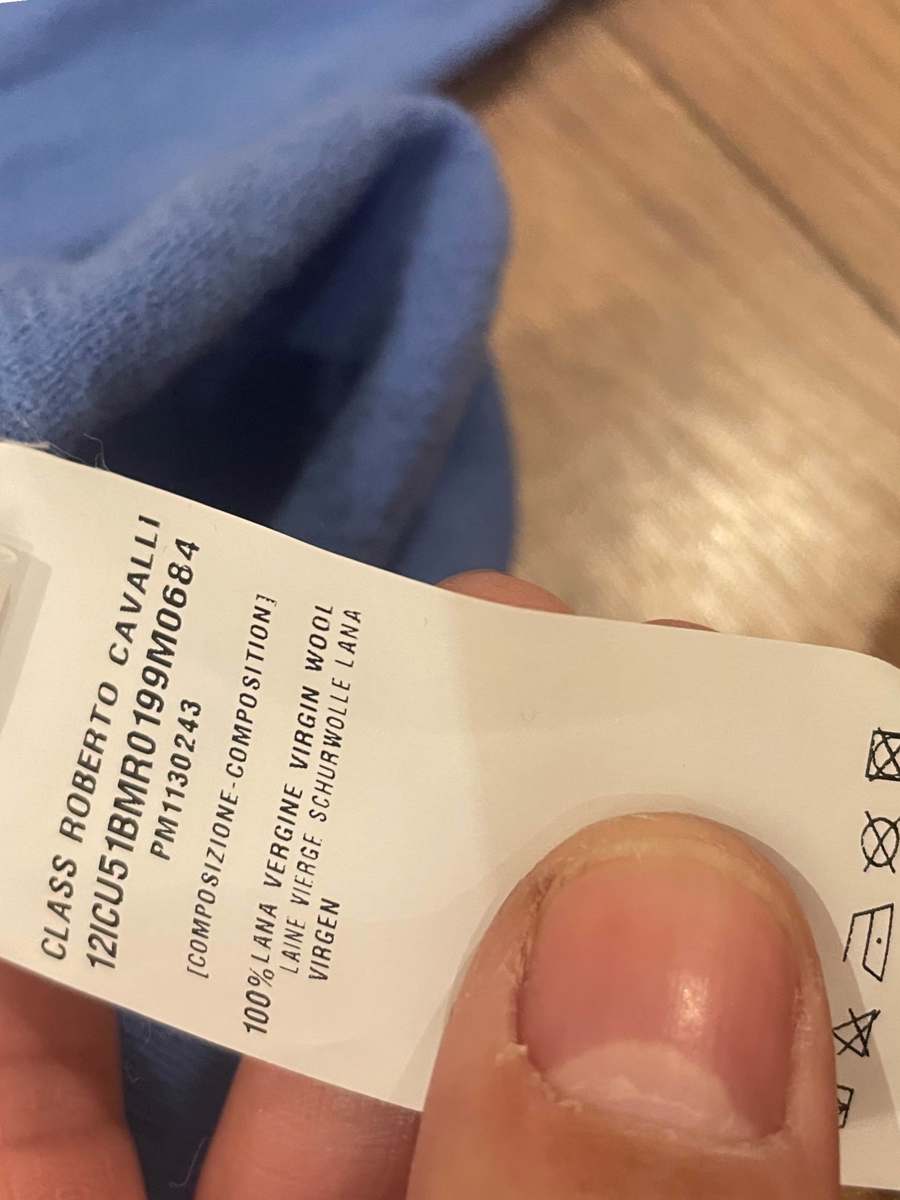 CLASS ROBERTO CAVALLI
12ICU51BMR0199M0684
PM1130243
[COMPOSIZIONE-COMPOSITION]
100%LANA VERGINE VIRGIN WOOL
LAINE VIERGE SCHURWOLLE LANA
VIRGEN